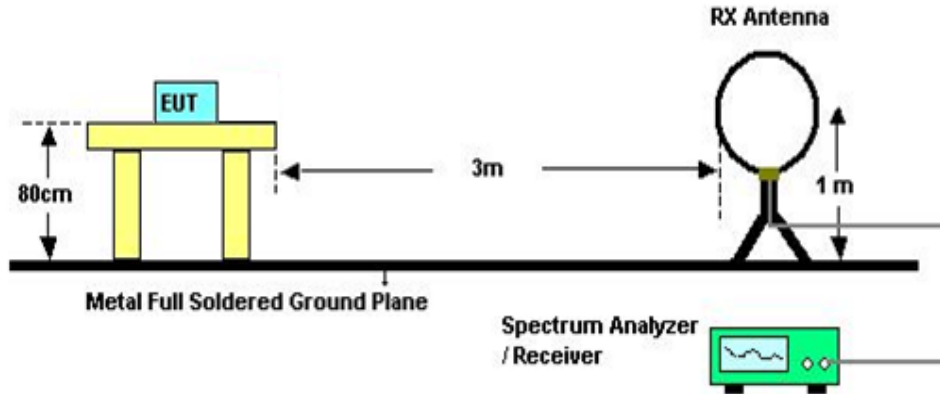 RX Antenna
EUT
80cm
3m
1 m
Metal Full Soldered Ground Plane
Spectrum Analyzer
/ Receiver